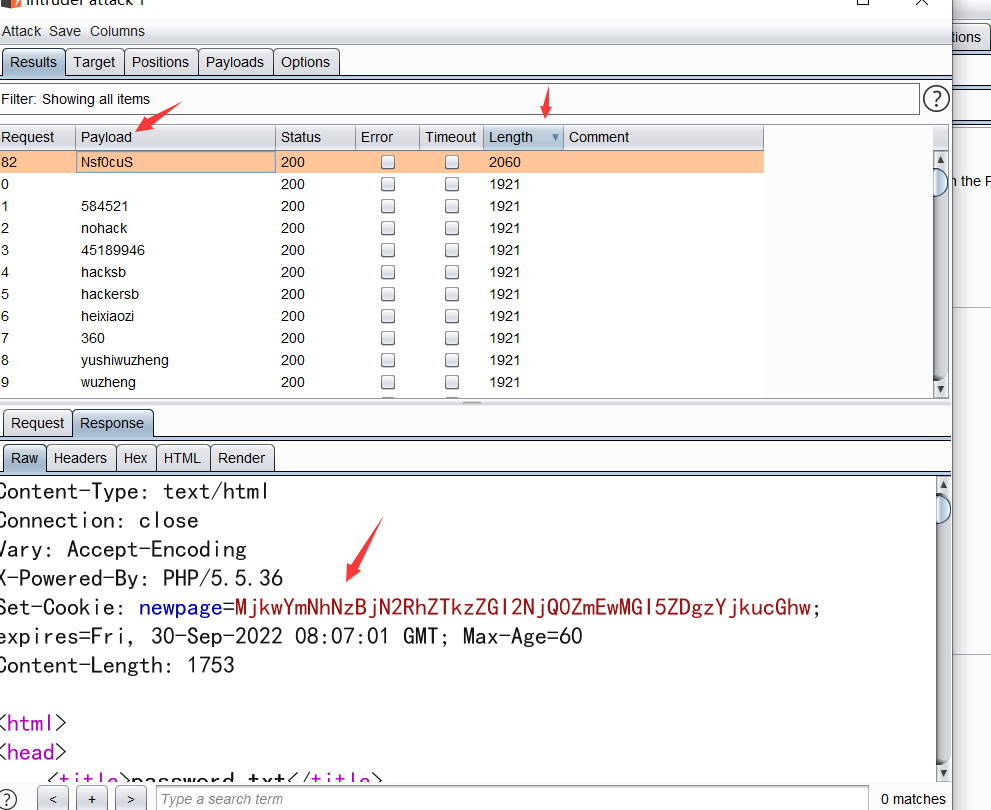 Intruder attack 1
Attack Save Columns
tions
Results Target Positions Payloads Options
Filter: Showing all items ?
Request Payload Status Error Timeout Length Comment
82 Nsf0cuS 200 2060
0 200 1921
n the
1 584521 200 1921
2 nohack 200 1921
3 45189946 200 1921
4 hacksb 200 1921
5 hackersb 200 1921
6 heixiaozi 200 1921
7 360 200 1921
8 yushiwuzheng 200 1921
9 wuzheng 200 1921
Request Response
Raw Headers Hex HTML Render
Content-Type: text/html
Connection: close
Vary: Accept-Encoding
X-Powered-By: PHP/5.5.36
Set-Cookie: newpage=MjkwYmNhNzBjN2RhZTkzZGI2NjQ0ZmEwMGI5ZDgzYjkucGhw;
expires=Fri, 30-Sep-2022 08:07:01 GMT; Max-Age=60
Content-Length: 1753
<html>
<head>
<title>password.txt</title>
? < + > Type a search term 0 matches